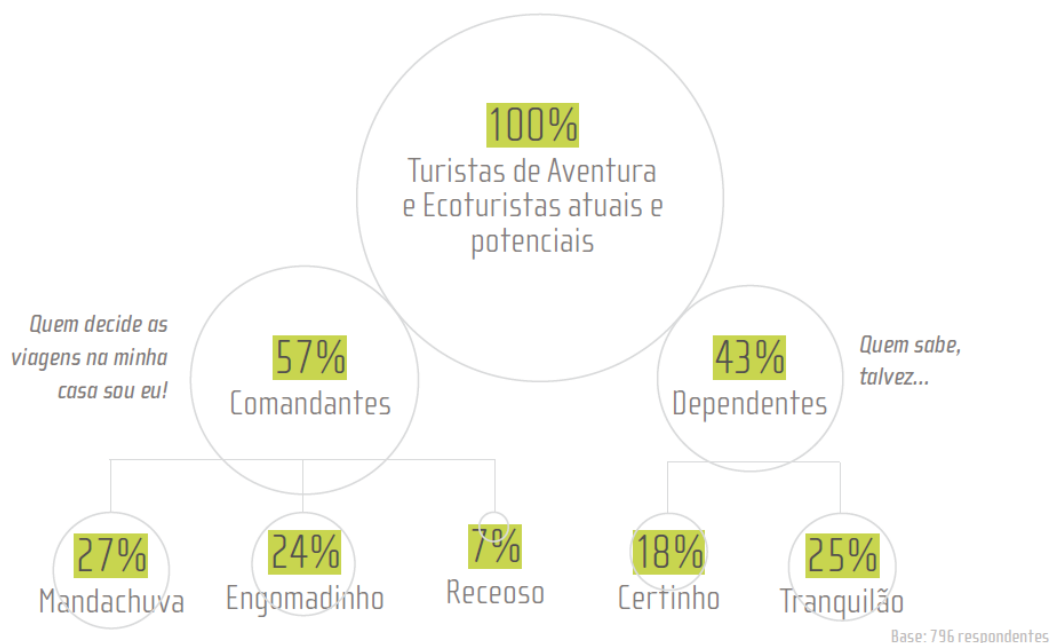 100%
Turistas de Aventura
e Ecoturistas atuais e
potenciais
Quem decide as
viagens na minha
casa sou eu!
57%
Comandantes
43%
Dependentes
Quem sabe,
talvez...
27%
Mandachuva
24%
Engomadinho
7%
Receoso
18%
Certinho
25%
Tranquilão
Base: 796 respondentes